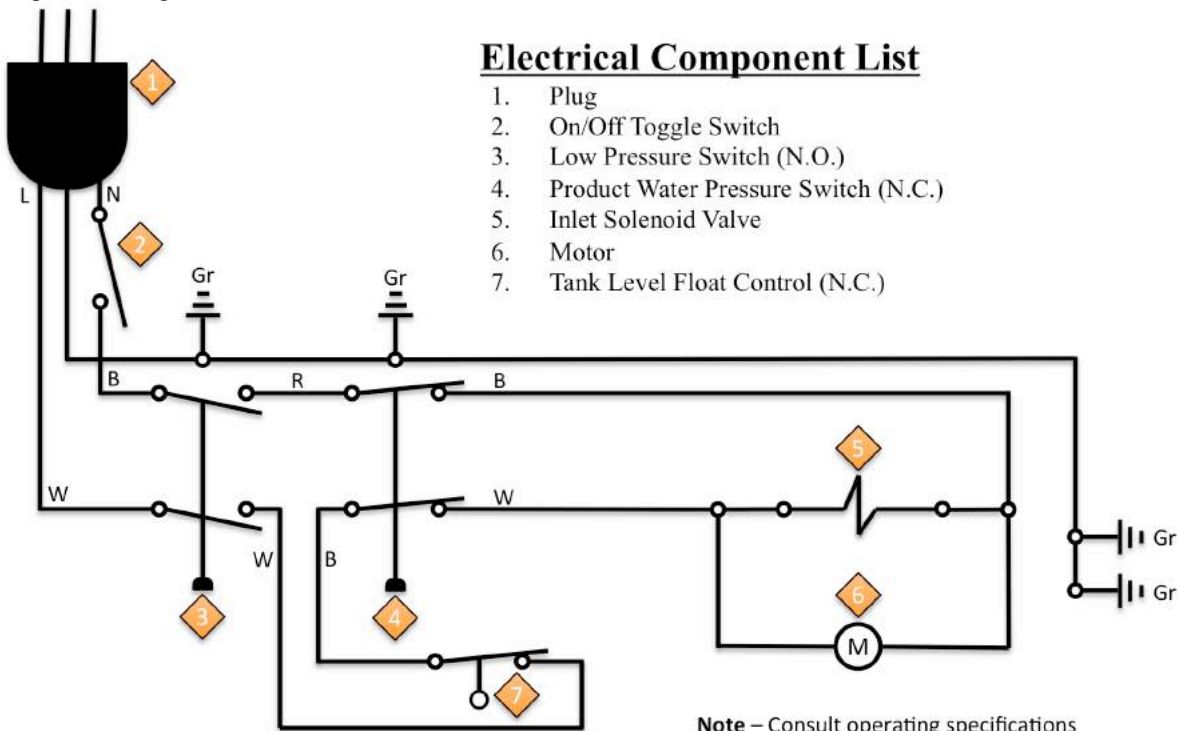 Electrical Component List
1. Plug
2. On/Off Toggle Switch
3. Low Pressure Switch (N.O.)
4. Product Water Pressure Switch (N.C.)
5. Inlet Solenoid Valve
6. Motor
7. Tank Level Float Control (N.C.)
1
L
N
2
Gr
Gr
B
R
B
5
W
W
W
B
Gr
3
4
6
Gr
M
7
Note – Consult operating specifications